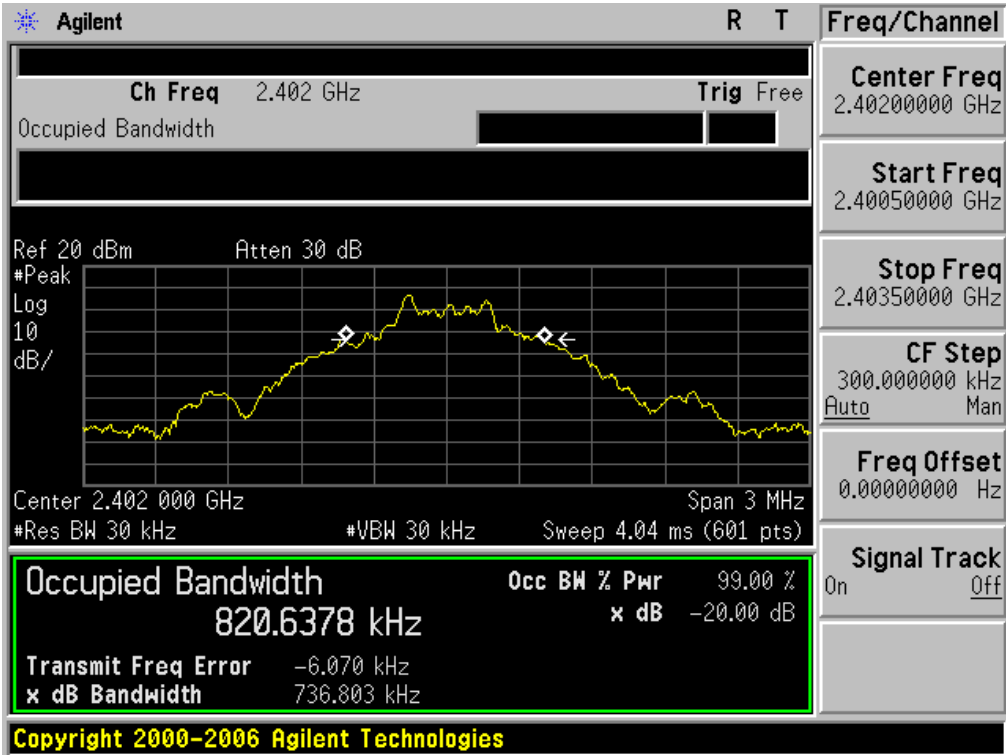 Agilent R T
Ch Freq 2.402 GHz Trig Free
Occupied Bandwidth
Ref 20 dBm Atten 30 dB
#Peak
Log
10
dB/
Center 2.402 000 GHz Span 3 MHz
#Res BW 30 kHz #VBW 30 kHz Sweep 4.04 ms (601 pts)
Occupied Bandwidth
820.6378 kHz
Occ BW % Pwr 99.00 %
x dB -20.00 dB
Transmit Freq Error -6.070 kHz
x dB Bandwidth 736.803 kHz
Copyright 2000-2006 Agilent Technologies
Freq/Channel
Center Freq
2.40200000 GHz
Start Freq
2.40050000 GHz
Stop Freq
2.40350000 GHz
CF Step
300.000000 kHz
Auto Man
Freq Offset
0.00000000 Hz
Signal Track
On Off